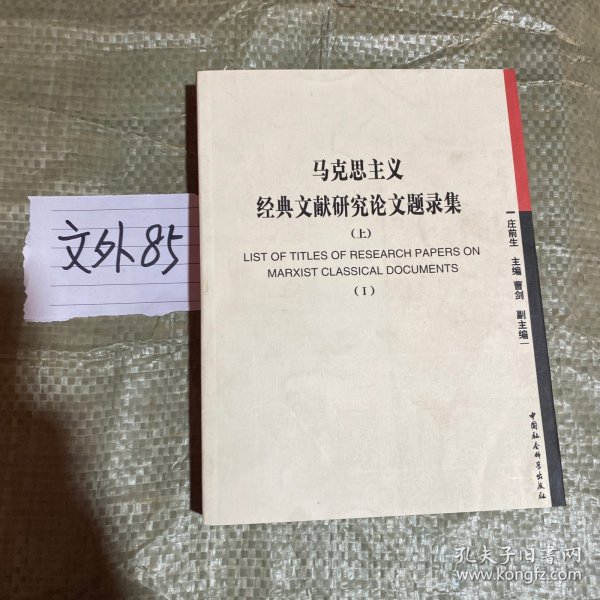 文外85
马克思主义
经典文献研究论文题录集
(上)
LIST OF TITLES OF RESEARCH PAPERS ON
MARXIST CLASSICAL DOCUMENTS
(I)
庄前生 主编 曹剑 副主编
中国社会科学出版社
孔夫子旧书网
www.kongfz.com